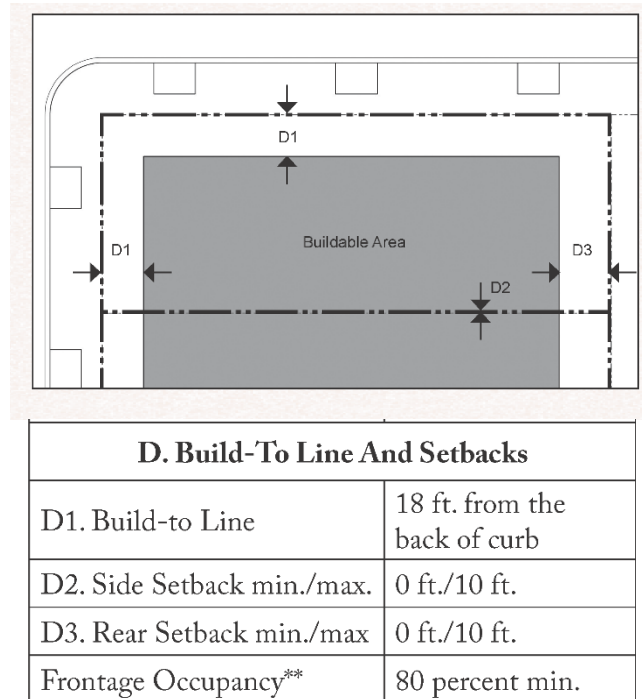 D1
Buildable Area
D1
D3
D2
D. Build-To Line And Setbacks
D1. Build-to Line
18 ft. from the
back of curb
D2. Side Setback min./max.
0 ft./10 ft.
D3. Rear Setback min./max
0 ft./10 ft.
Frontage Occupancy**
80 percent min.